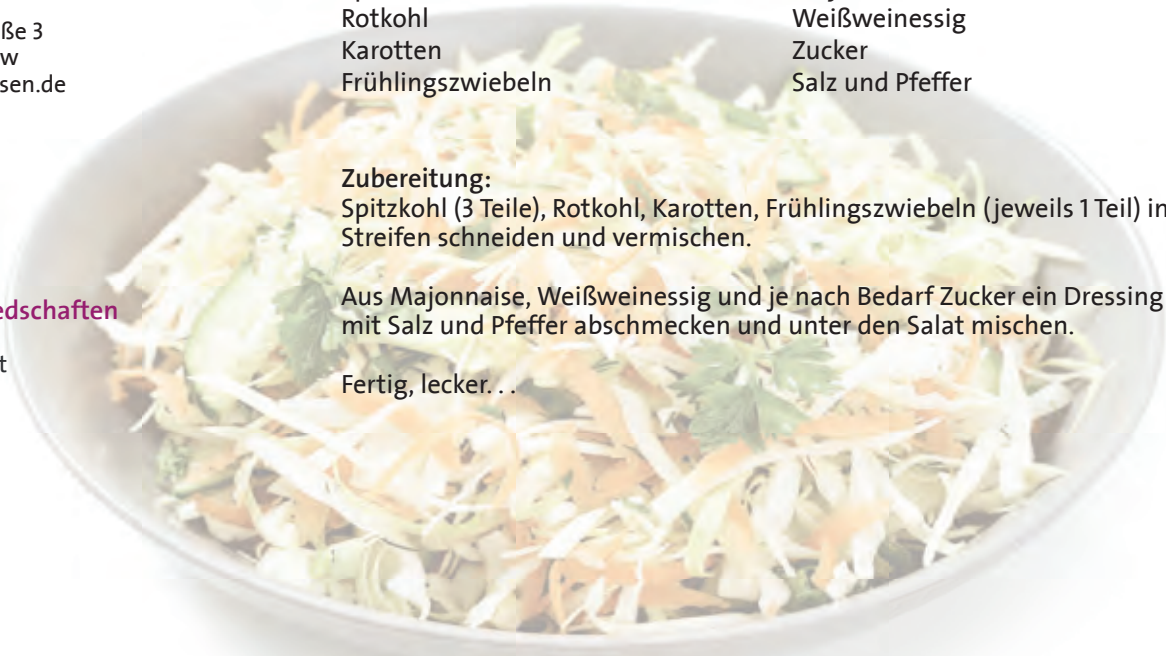 ße 3
w
sen.de
edschaften
t
Rotkohl
Karotten
Frühlingszwiebeln
Weißweinessig
Zucker
Salz und Pfeffer
Zubereitung:
Spitzkohl (3 Teile), Rotkohl, Karotten, Frühlingszwiebeln (jeweils 1 Teil) in
Streifen schneiden und vermischen.
Aus Majonnaise, Weißweinessig und je nach Bedarf Zucker ein Dressing
mit Salz und Pfeffer abschmecken und unter den Salat mischen.
Fertig, lecker. . .